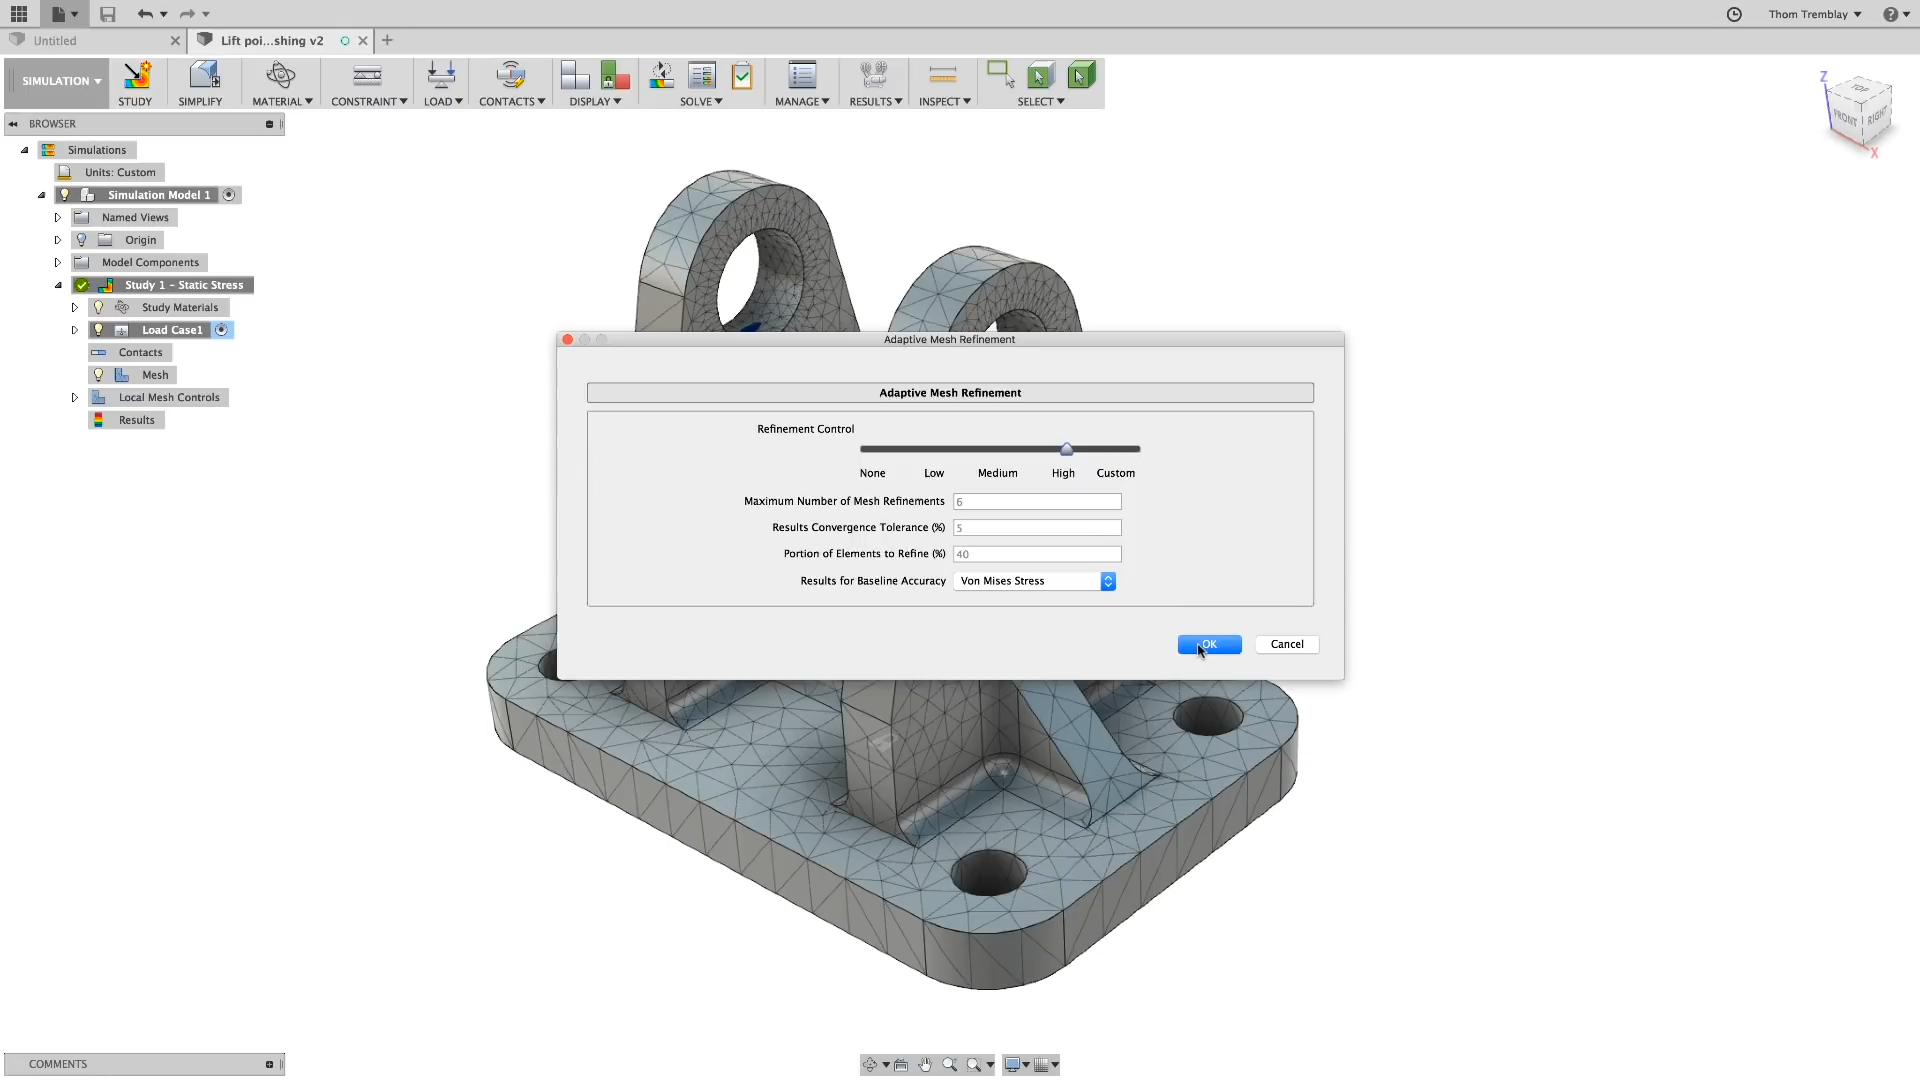 Thom Tremblay
Untitled
Lift poi...shing v2
SIMULATION
STUDY
SIMPLIFY
MATERIAL
CONSTRAINT
LOAD
CONTACTS
DISPLAY
SOLVE
MANAGE
RESULTS
INSPECT
SELECT
Z
TOP
FRONT
RIGHT
X
BROWSER
Simulations
Units: Custom
Simulation Model 1
Named Views
Origin
Model Components
Study 1 - Static Stress
Study Materials
Load Case1
Contacts
Mesh
Local Mesh Controls
Results
Adaptive Mesh Refinement
Adaptive Mesh Refinement
Refinement Control
None Low Medium High Custom
Maximum Number of Mesh Refinements 6
Results Convergence Tolerance (%) 5
Portion of Elements to Refine (%) 40
Results for Baseline Accuracy Von Mises Stress
OK Cancel
COMMENTS